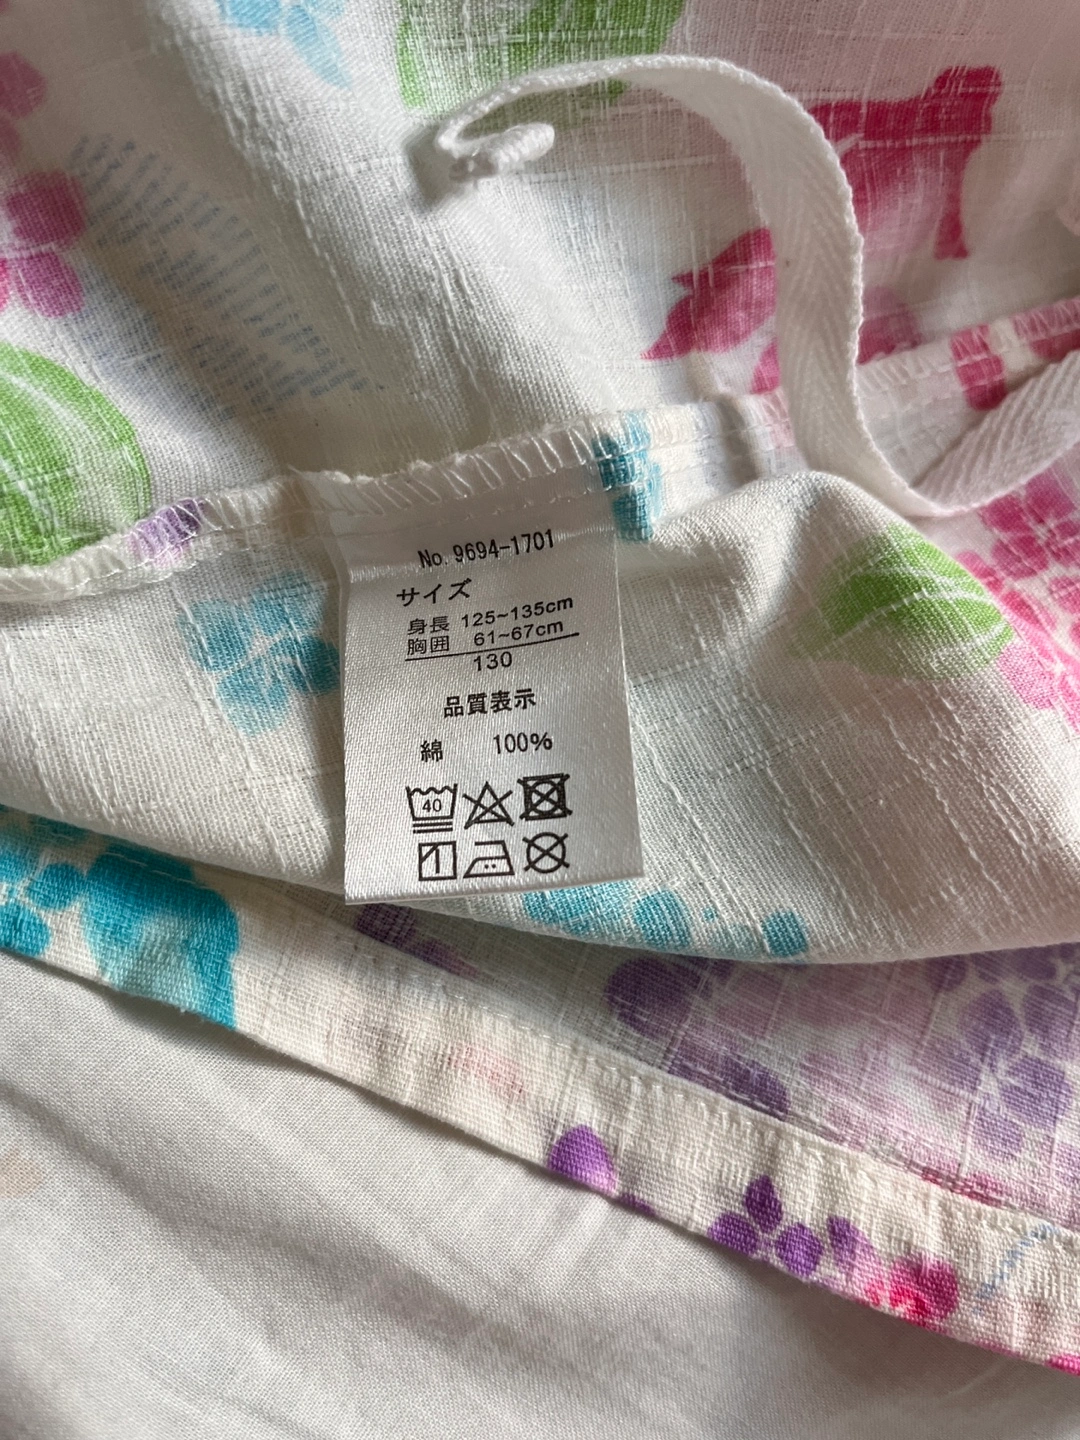 No. 9694-1701
サイズ
身長 125~135cm
胸囲 61~67cm
130
品質表示
綿 100%
40